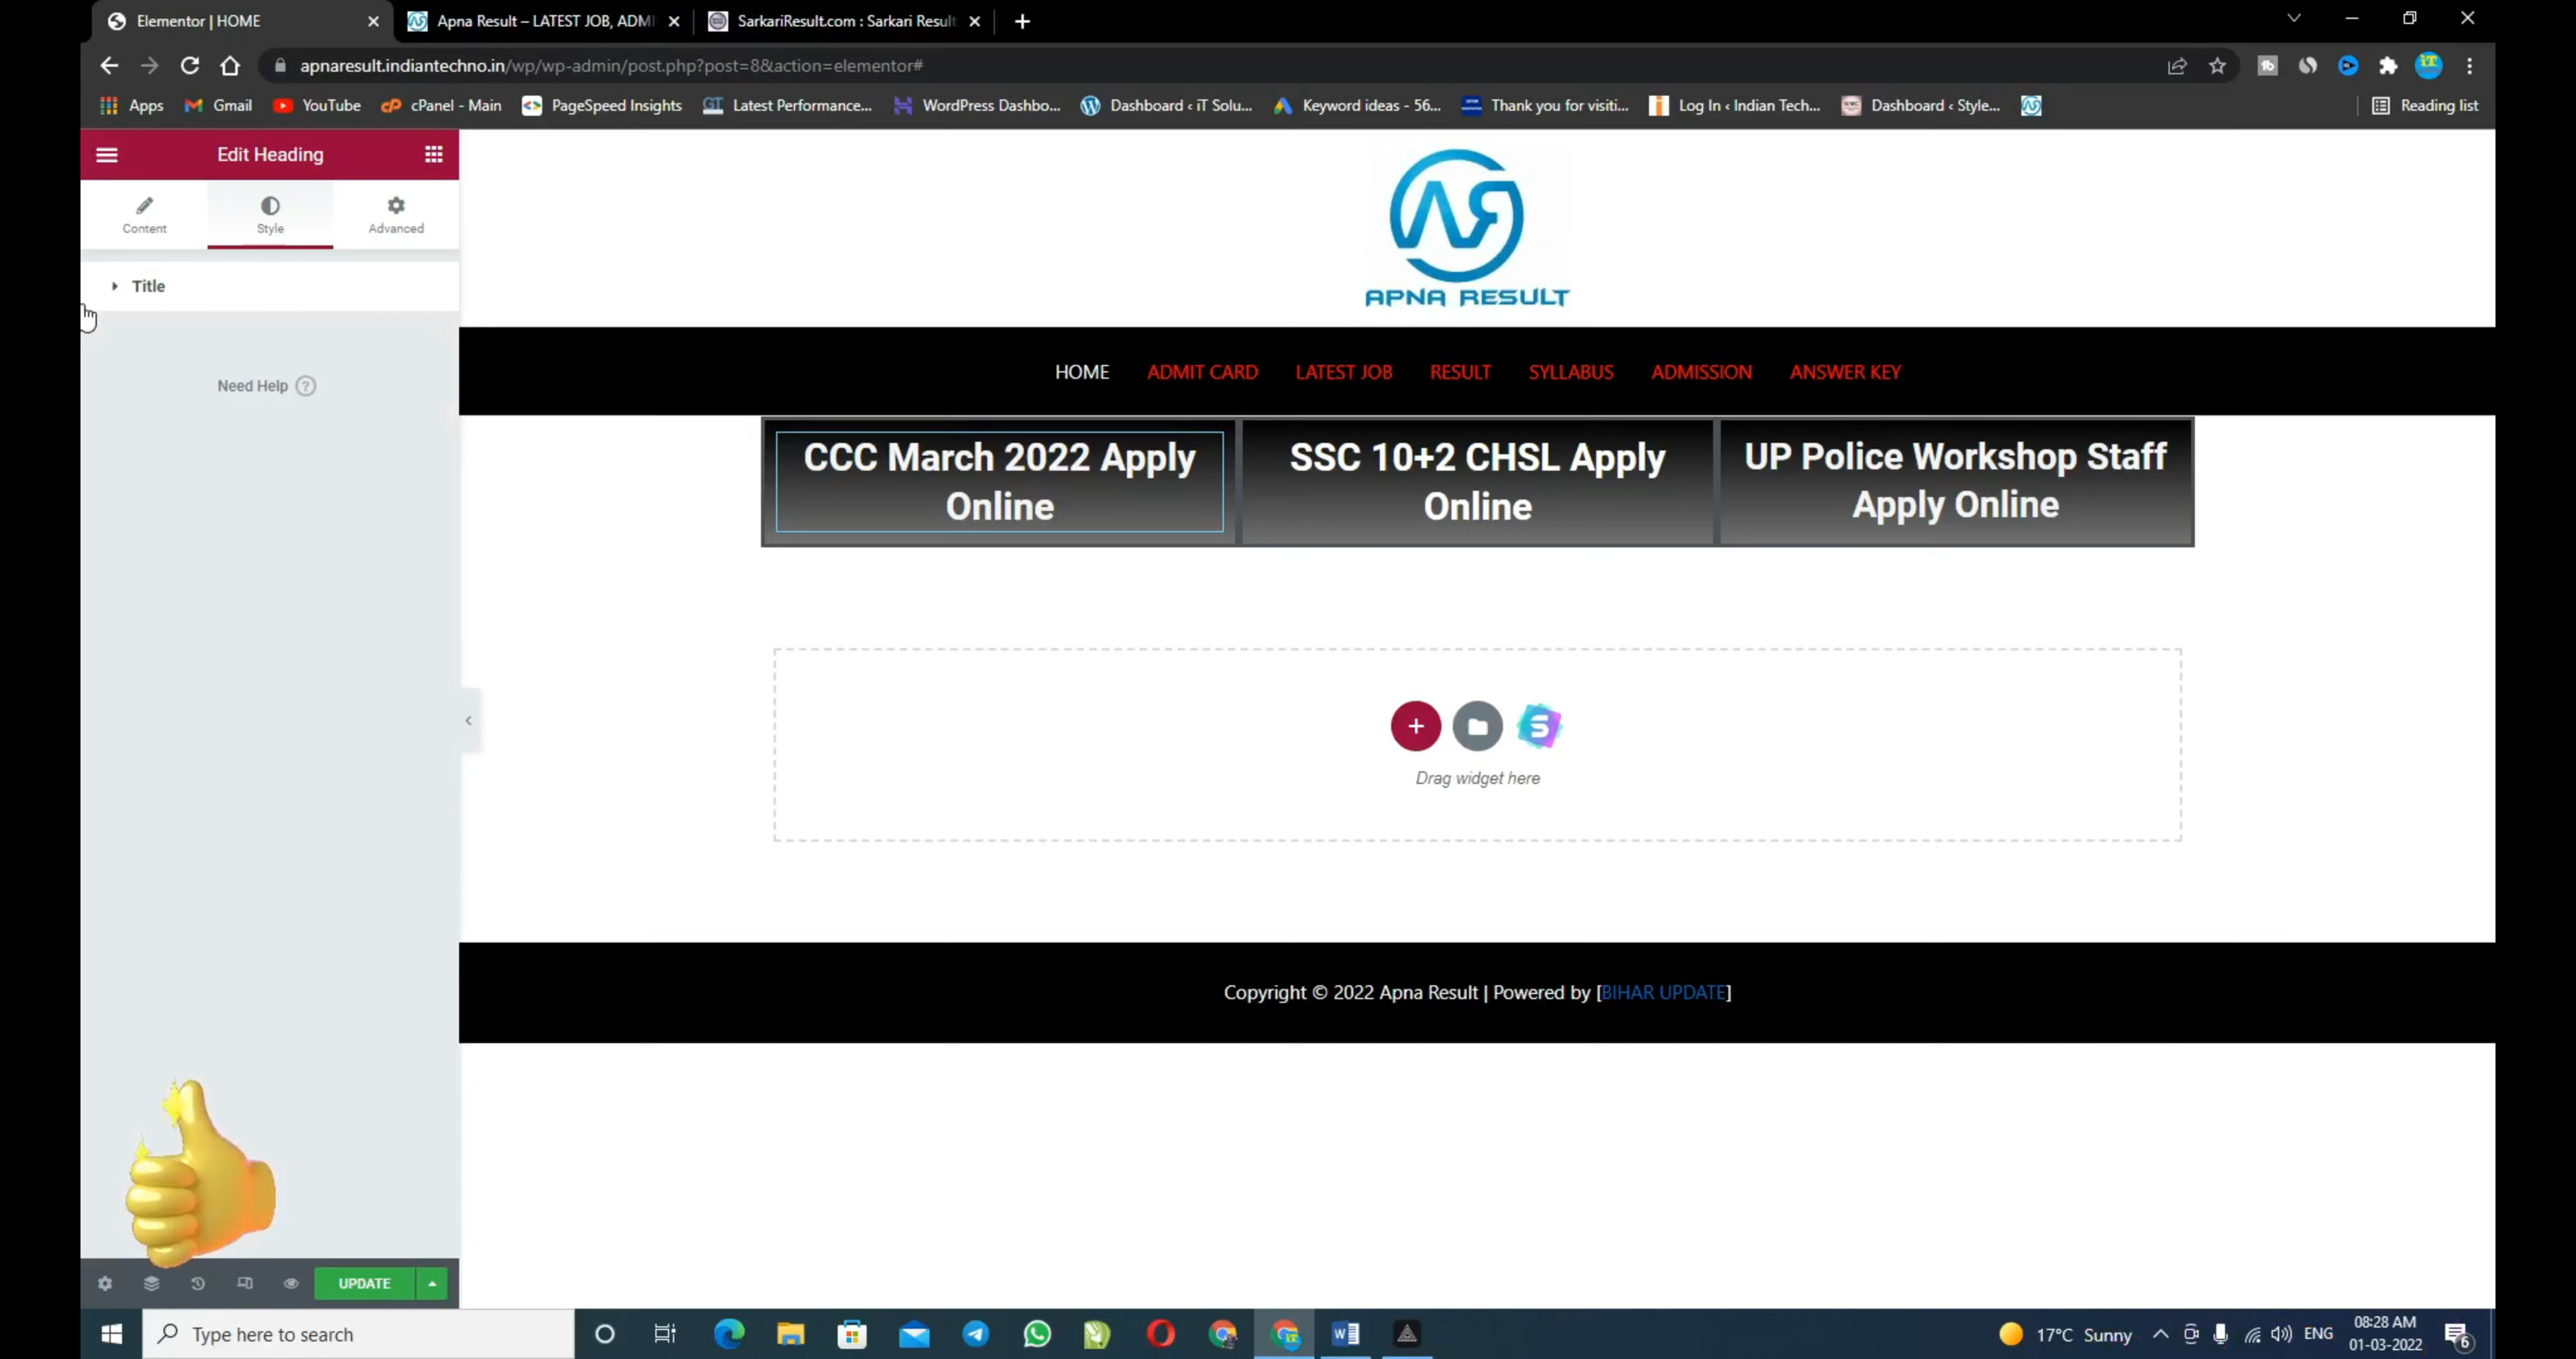 Elementor | HOME
Apna Result – LATEST JOB, ADMI
SarkariResult.com : Sarkari Result
apnaresult.indiantechno.in/wp/wp-admin/post.php?post=8&action=elementor#
Apps
Gmail
YouTube
cPanel - Main
PageSpeed Insights
Latest Performance...
WordPress Dashbo...
Dashboard ‹ iT Solu...
Keyword ideas - 56...
Thank you for visiti...
Log In ‹ Indian Tech...
Dashboard ‹ Style...
Reading list
Edit Heading
Content
Style
Advanced
Title
Need Help ?
APNA RESULT
HOME ADMIT CARD LATEST JOB RESULT SYLLABUS ADMISSION ANSWER KEY
CCC March 2022 Apply
Online
SSC 10+2 CHSL Apply
Online
UP Police Workshop Staff
Apply Online
Drag widget here
Copyright © 2022 Apna Result | Powered by [BIHAR UPDATE]
UPDATE
Type here to search
17°C Sunny
ENG
08:28 AM
01-03-2022
6